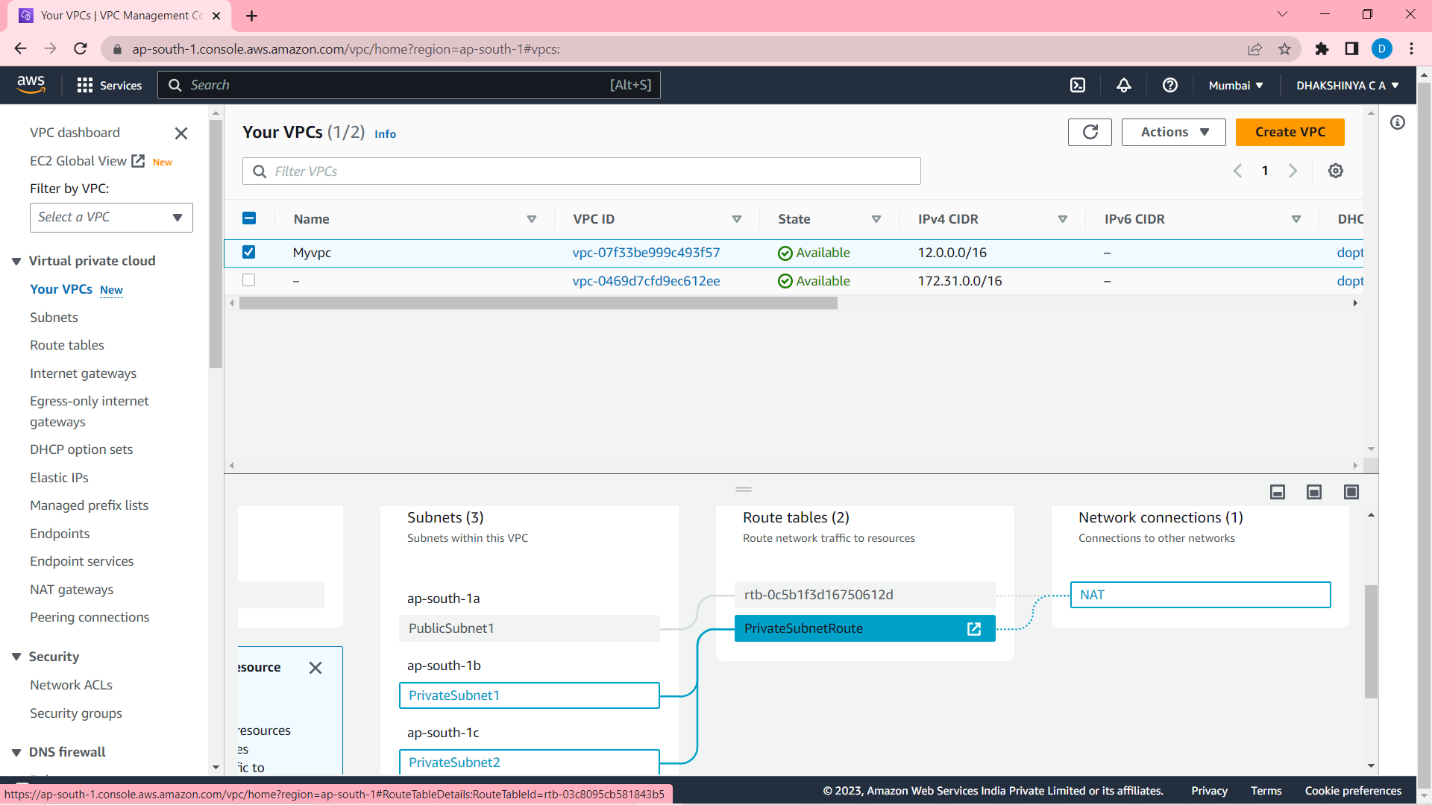 Your VPCs | VPC Management Co
ap-south-1.console.aws.amazon.com/vpc/home?region=ap-south-1#vpcs:
D
aws
Services
Search
[Alt+S]
Mumbai
DHAKSHINYA C A
VPC dashboard
EC2 Global View New
Filter by VPC:
Select a VPC
Virtual private cloud
Your VPCs New
Subnets
Route tables
Internet gateways
Egress-only internet
gateways
DHCP option sets
Elastic IPs
Managed prefix lists
Endpoints
Endpoint services
NAT gateways
Peering connections
Security
Network ACLs
Security groups
DNS firewall
Your VPCs (1/2) Info
Actions
Create VPC
Filter VPCs
1
Name VPC ID State IPv4 CIDR IPv6 CIDR DHC
Myvpc vpc-07f33be999c493f57 Available 12.0.0.0/16 – dopt
– vpc-0469d7cfd9ec612ee Available 172.31.0.0/16 – dopt
esource
resources
es
fic to
Subnets (3)
Subnets within this VPC
ap-south-1a
PublicSubnet1
ap-south-1b
PrivateSubnet1
ap-south-1c
PrivateSubnet2
Route tables (2)
Route network traffic to resources
rtb-0c5b1f3d16750612d
PrivateSubnetRoute
Network connections (1)
Connections to other networks
NAT
https://ap-south-1.console.aws.amazon.com/vpc/home?region=ap-south-1#RouteTableDetails:RouteTableId=rtb-03c8095cb581843b5
© 2023, Amazon Web Services India Private Limited or its affiliates.
Privacy
Terms
Cookie preferences